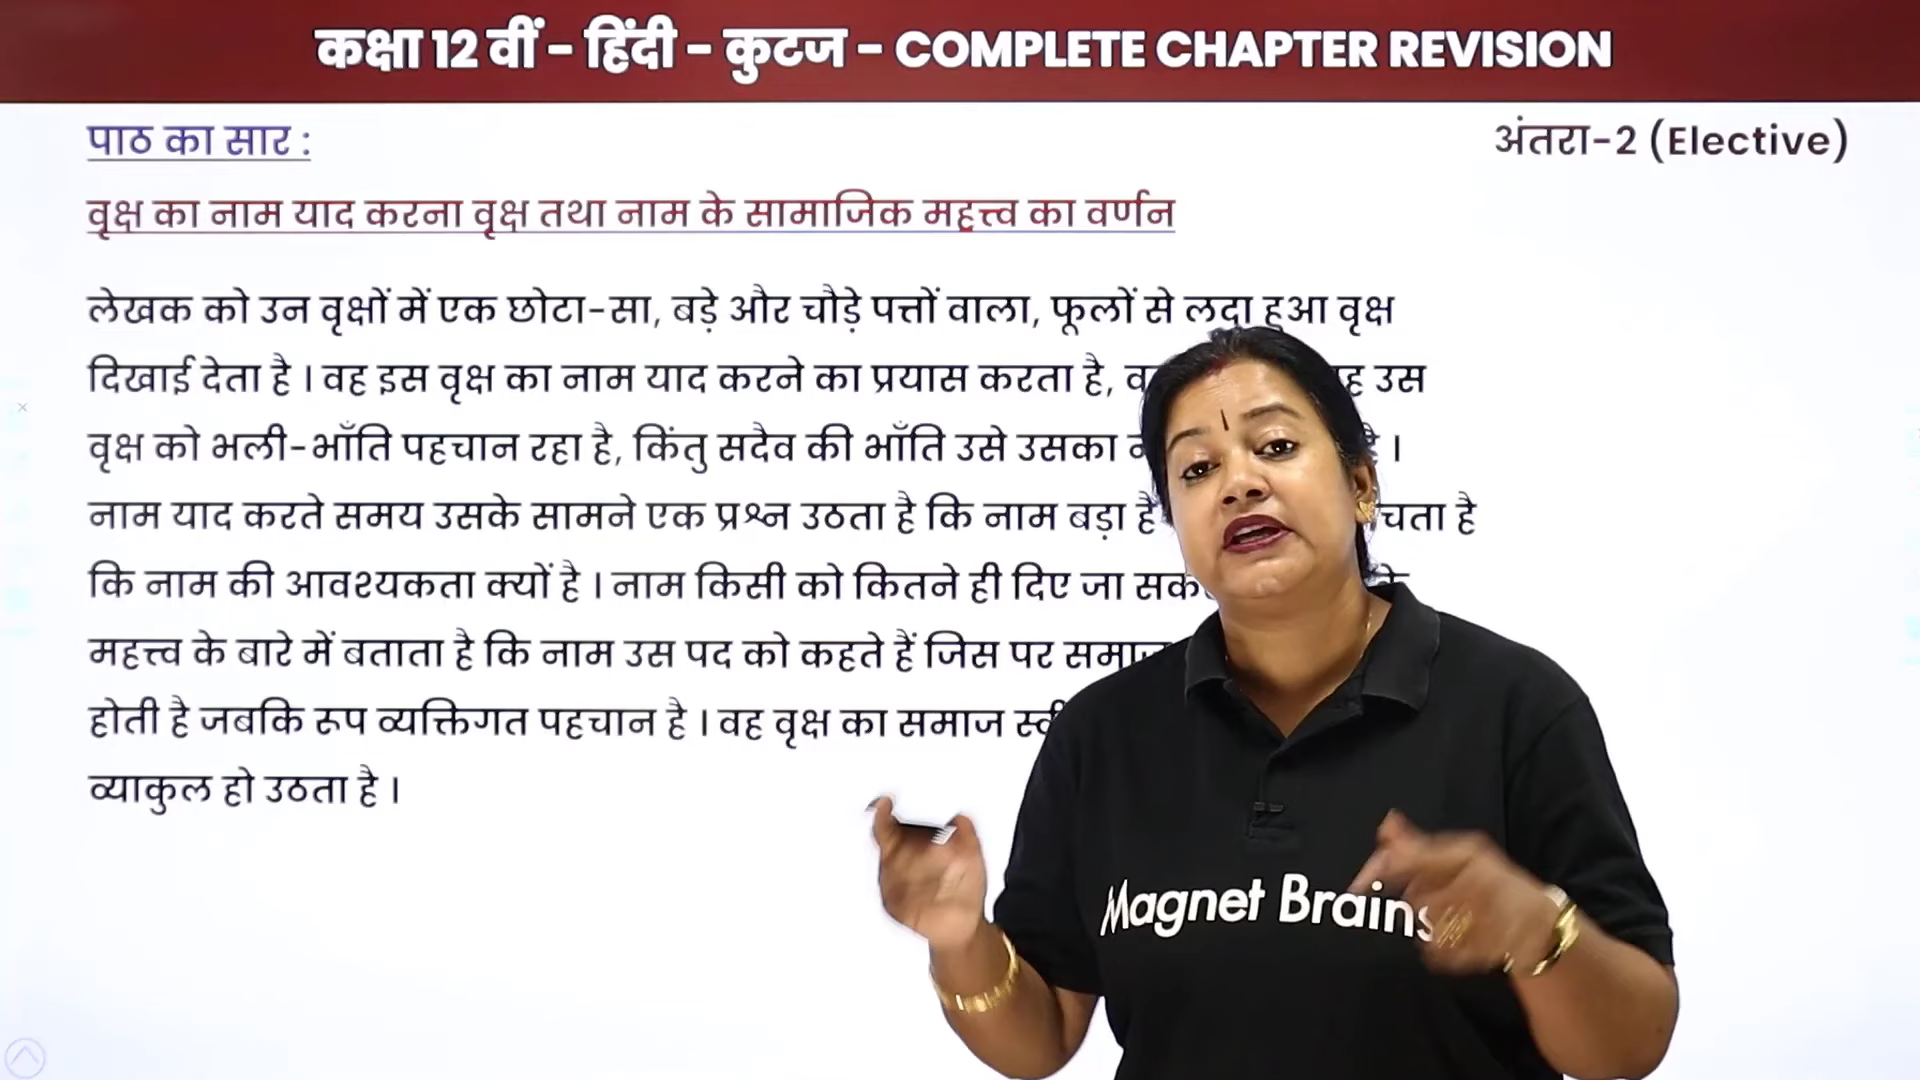 कक्षा 12 वीं - हिंदी - कुटज - COMPLETE CHAPTER REVISION
पाठ का सार :
अंतरा-2 (Elective)
वृक्ष का नाम याद करना वृक्ष तथा नाम के सामाजिक महत्त्व का वर्णन
लेखक को उन वृक्षों में एक छोटा-सा, बड़े और चौड़े पत्तों वाला, फूलों से लदा हुआ वृक्ष
दिखाई देता है । वह इस वृक्ष का नाम याद करने का प्रयास करता है, उस
वृक्ष को भली-भाँति पहचान रहा है, किंतु सदैव की भाँति उसे उसका है ।
नाम याद करते समय उसके सामने एक प्रश्न उठता है कि नाम बड़ा है है
कि नाम की आवश्यकता क्यों है । नाम किसी को कितने ही दिए जा
महत्त्व के बारे में बताता है कि नाम उस पद को कहते हैं जिस पर
होती है जबकि रूप व्यक्तिगत पहचान है । वह वृक्ष का समाज
व्याकुल हो उठता है ।
Magnet Brains